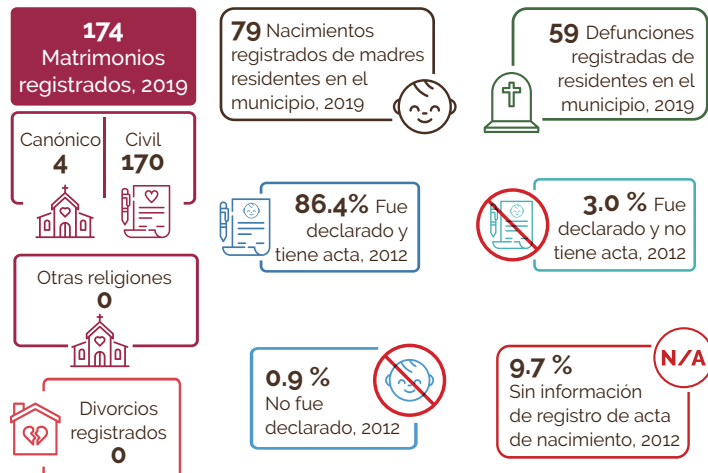 174
Matrimonios
registrados, 2019
Canónico
4
Civil
170
Otras religiones
0
Divorcios
registrados
0
79 Nacimientos
registrados de madres
residentes en el
municipio, 2019
59 Defunciones
registradas de
residentes en el
municipio, 2019
86.4% Fue
declarado y
tiene acta, 2012
3.0 % Fue
declarado y no
tiene acta, 2012
0.9 %
No fue
declarado, 2012
9.7 %
Sin información
de registro de acta
de nacimiento, 2012
N/A